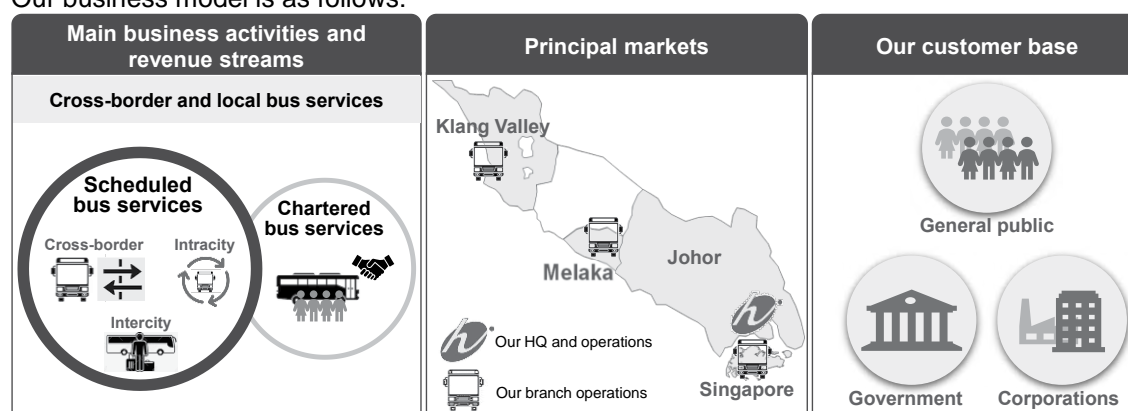 Our business model is as follows:
Main business activities and
revenue streams
Cross-border and local bus services
Scheduled
bus services
Cross-border
Intracity
Intercity
Chartered
bus services
Principal markets
Klang Valley
Melaka
Johor
Singapore
h
Our HQ and operations
h
Our branch operations
Our customer base
General public
Government
Corporations